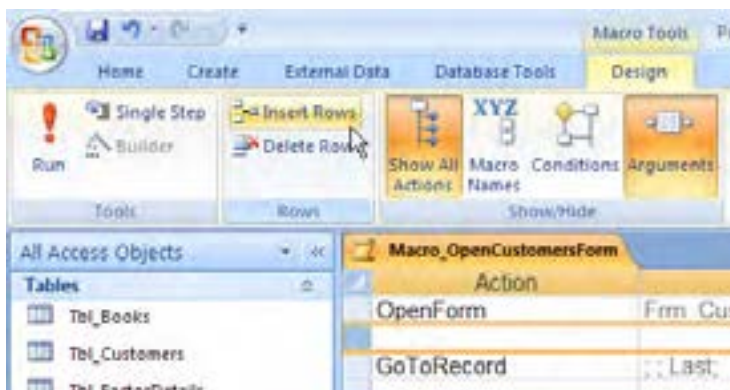 Macro Tools
Home Create External Data Database Tools Design
Run
Single Step
Builder
Tools
Insert Rows
Delete Rows
Rows
Show All Actions
Macro Names
Conditions
Arguments
Show/Hide
XYZ
All Access Objects
Tables
Tbl_Books
Tbl_Customers
Macro_OpenCustomersForm
Action
OpenForm Frm Cus
GoToRecord ; ; Last;